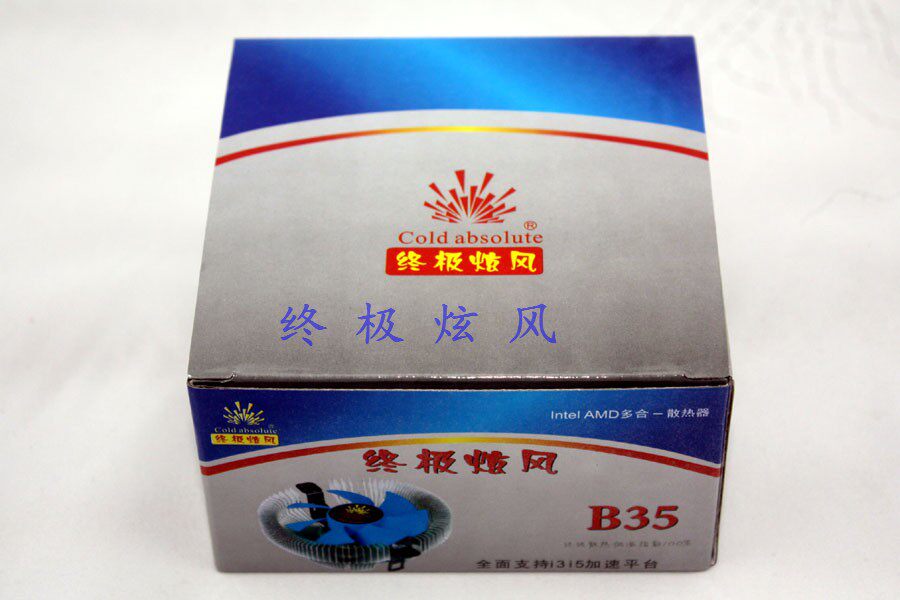 ®
Cold absolute
终极炫风
终极炫风
Cold absolute
终极炫风
Intel AMD多合一散热器
终极炫风
B35
全面支持i3i5加速平台